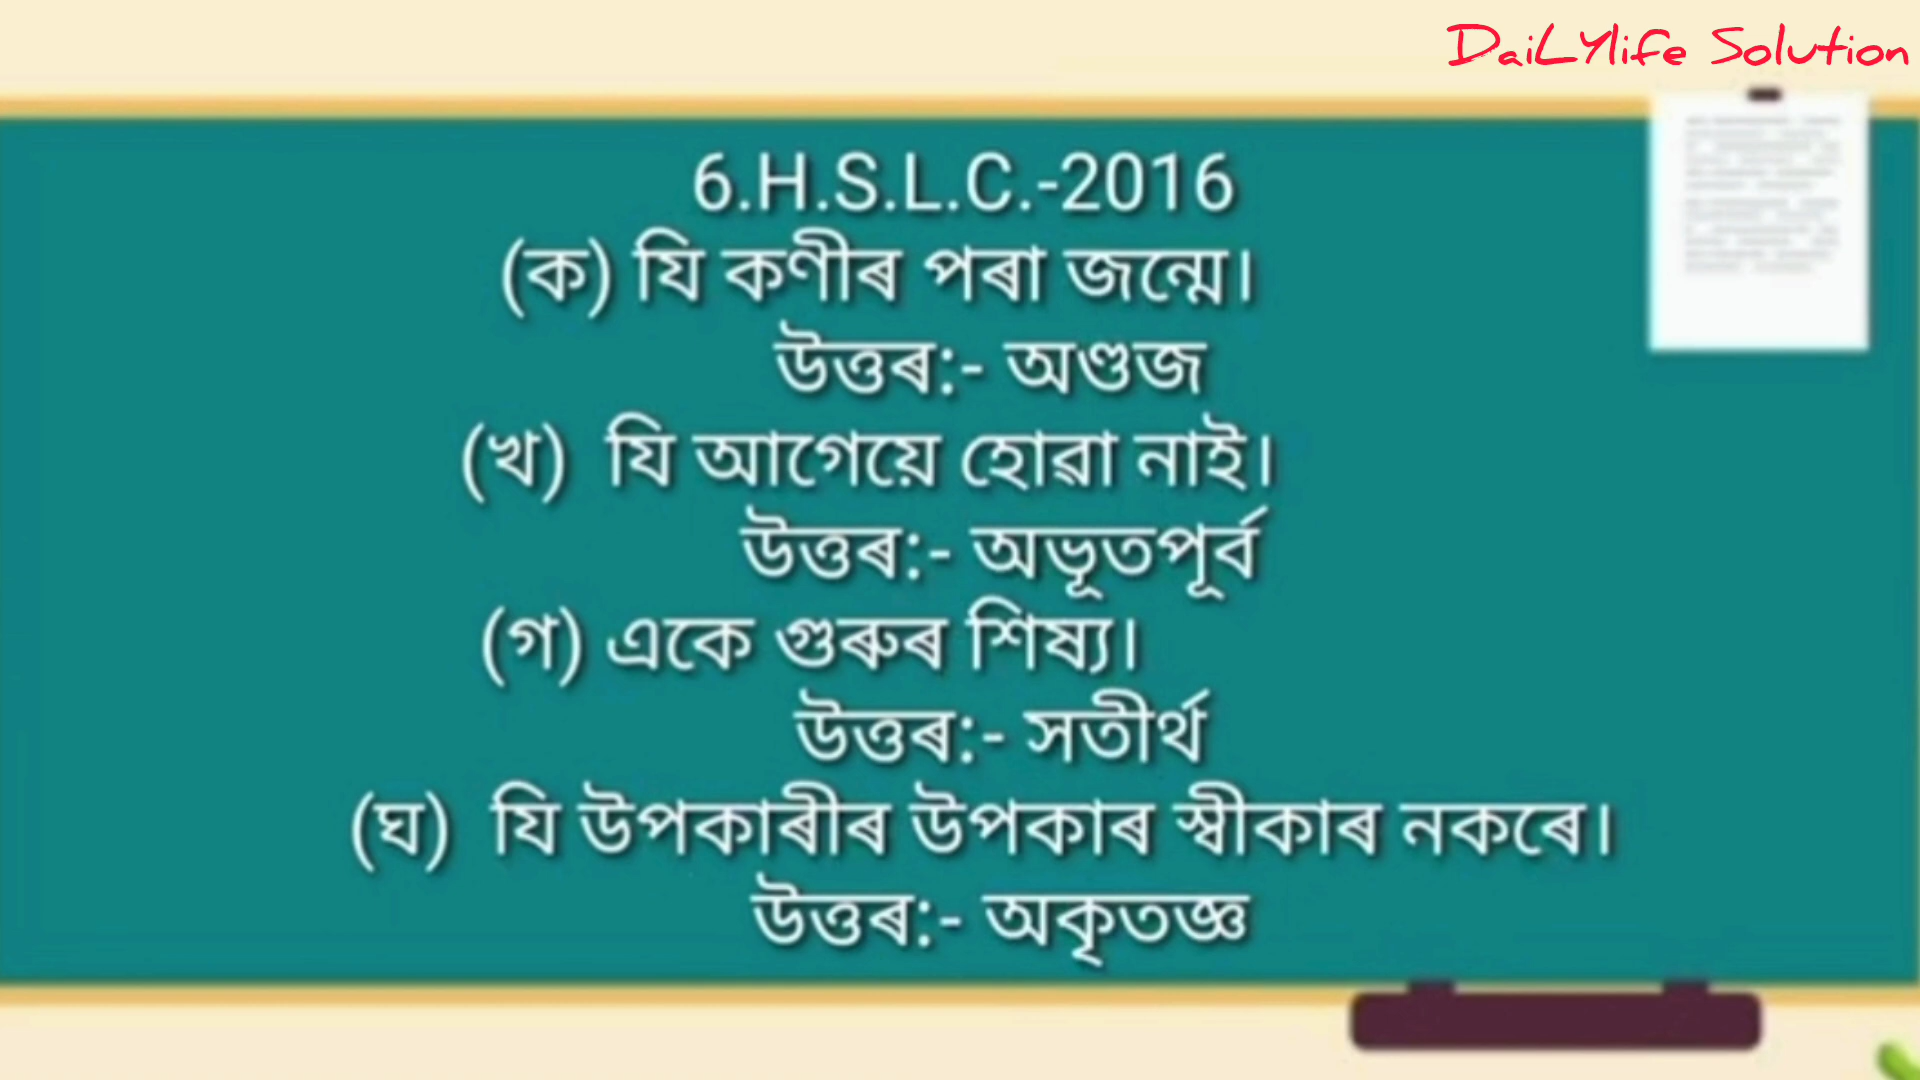 DaiLYlife Solution
6.H.S.L.C.-2016
(ক) যি কণীৰ পৰা জন্মে।
উত্তৰ:- অণ্ডজ
(খ) যি আগেয়ে হোৱা নাই।
উত্তৰ:- অভূতপূৰ্ব
(গ) একে গুৰুৰ শিষ্য।
উত্তৰ:- সতীৰ্থ
(ঘ) যি উপকাৰীৰ উপকাৰ স্বীকাৰ নকৰে।
উত্তৰ:- অকৃতজ্ঞ